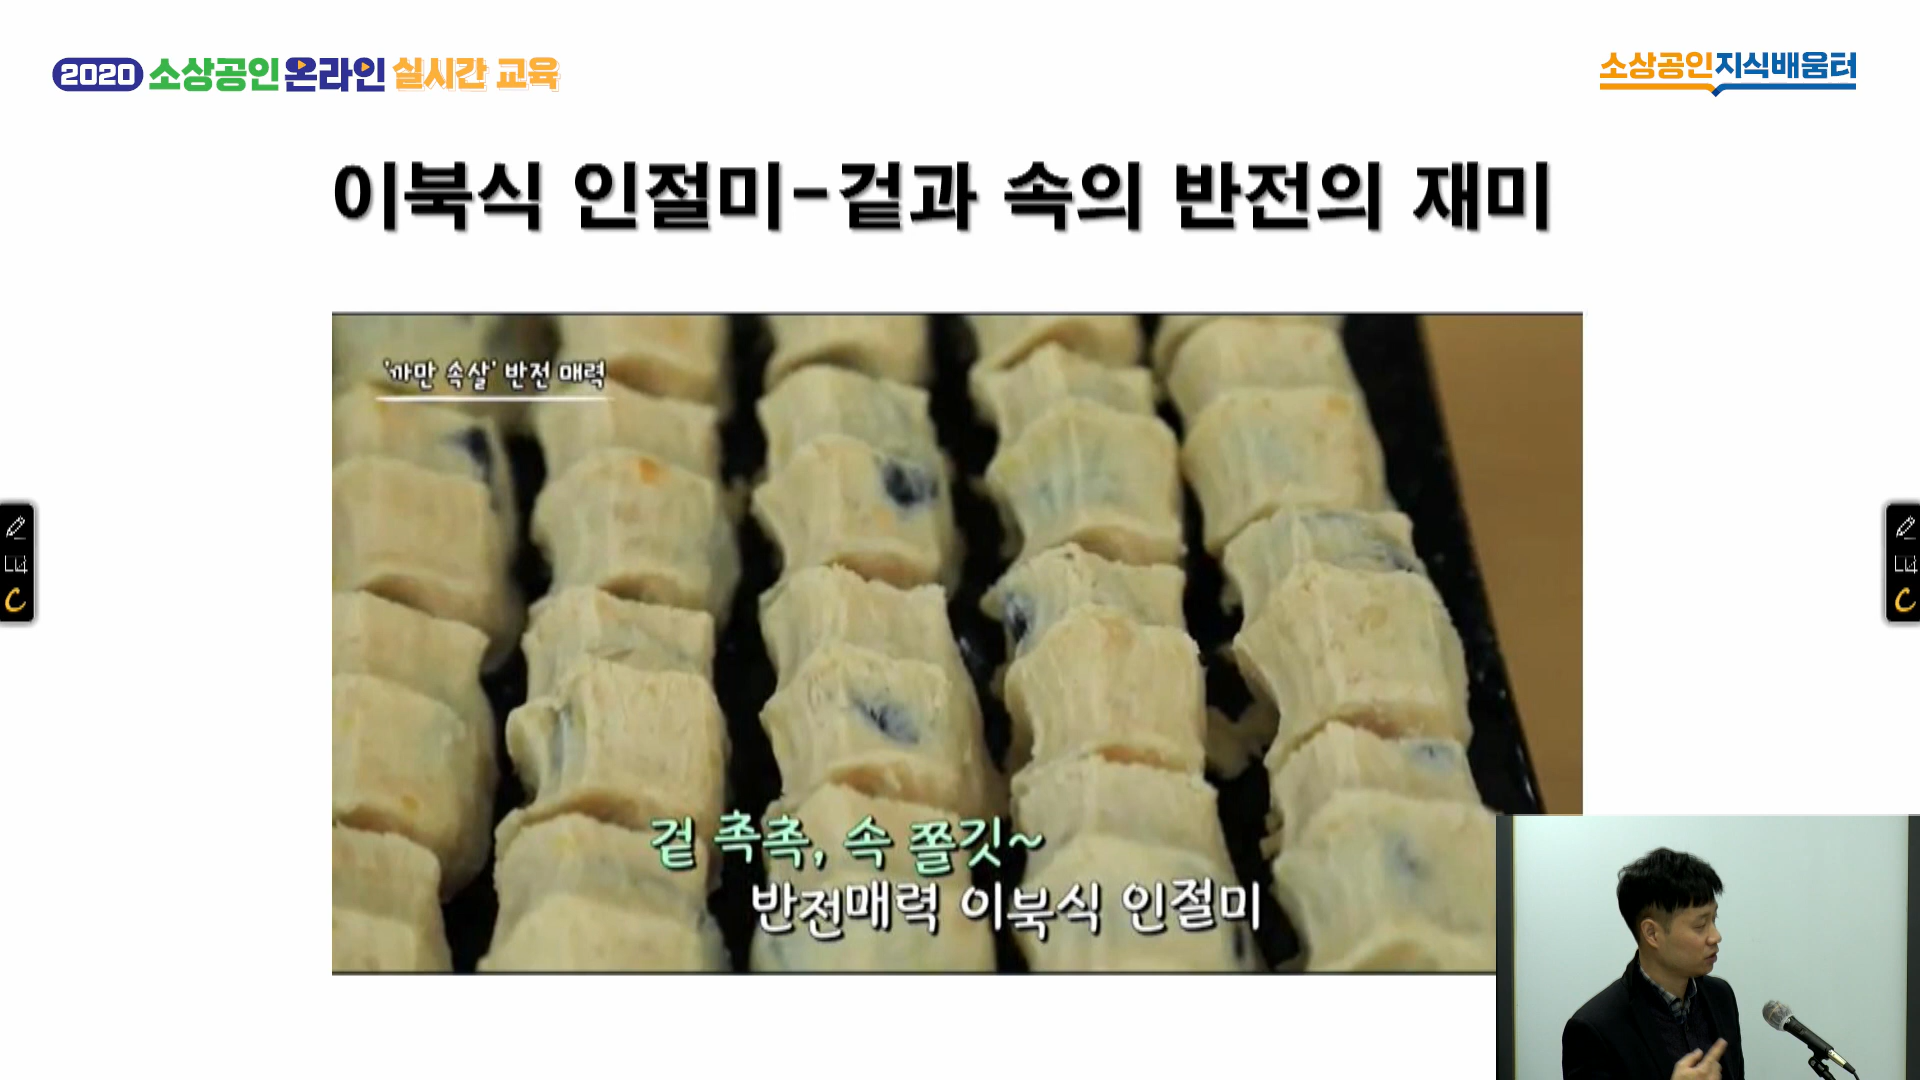 2020 소상공인 온라인 실시간 교육
소상공인지식배움터
이북식 인절미-겉과 속의 반전의 재미
'까만 속살' 반전 매력
겉 촉촉, 속 쫄깃~
반전매력 이북식 인절미